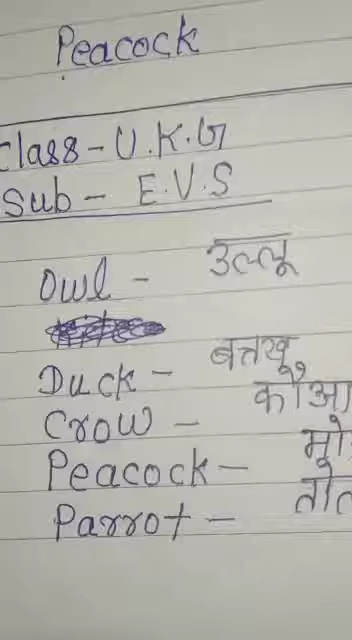 Peacock
Class - U.K.G
Sub - E.V.S
Owl - उल्लू
Duck - बत्तख
Crow - कौआ
Peacock -
Parrot -